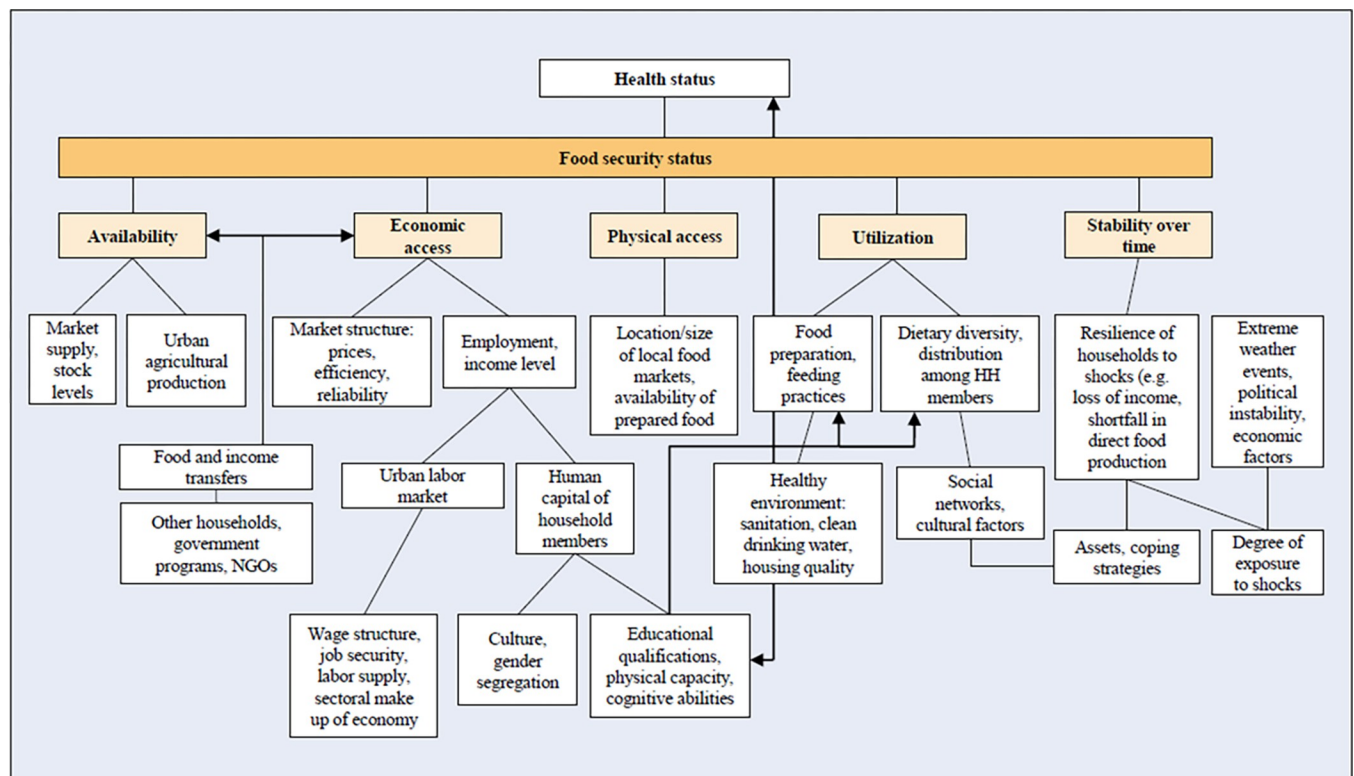 Health status
Food security status
Availability
Economic
access
Physical access
Utilization
Stability over
time
Market
supply,
stock
levels
Urban
agricultural
production
Market structure:
prices,
efficiency,
reliability
Employment,
income level
Location/size
of local food
markets,
availability of
prepared food
Food
preparation,
feeding
practices
Dietary diversity,
distribution
among HH
members
Resilience of
households to
shocks (e.g.
loss of income,
shortfall in
direct food
production
Extreme
weather
events,
political
instability,
economic
factors
Food and income
transfers
Other households,
government
programs, NGOs
Urban labor
market
Human
capital of
household
members
Healthy
environment:
sanitation, clean
drinking water,
housing quality
Social
networks,
cultural factors
Assets, coping
strategies
Degree of
exposure
to shocks
Wage structure,
job security,
labor supply,
sectoral make
up of economy
Culture,
gender
segregation
Educational
qualifications,
physical capacity,
cognitive abilities